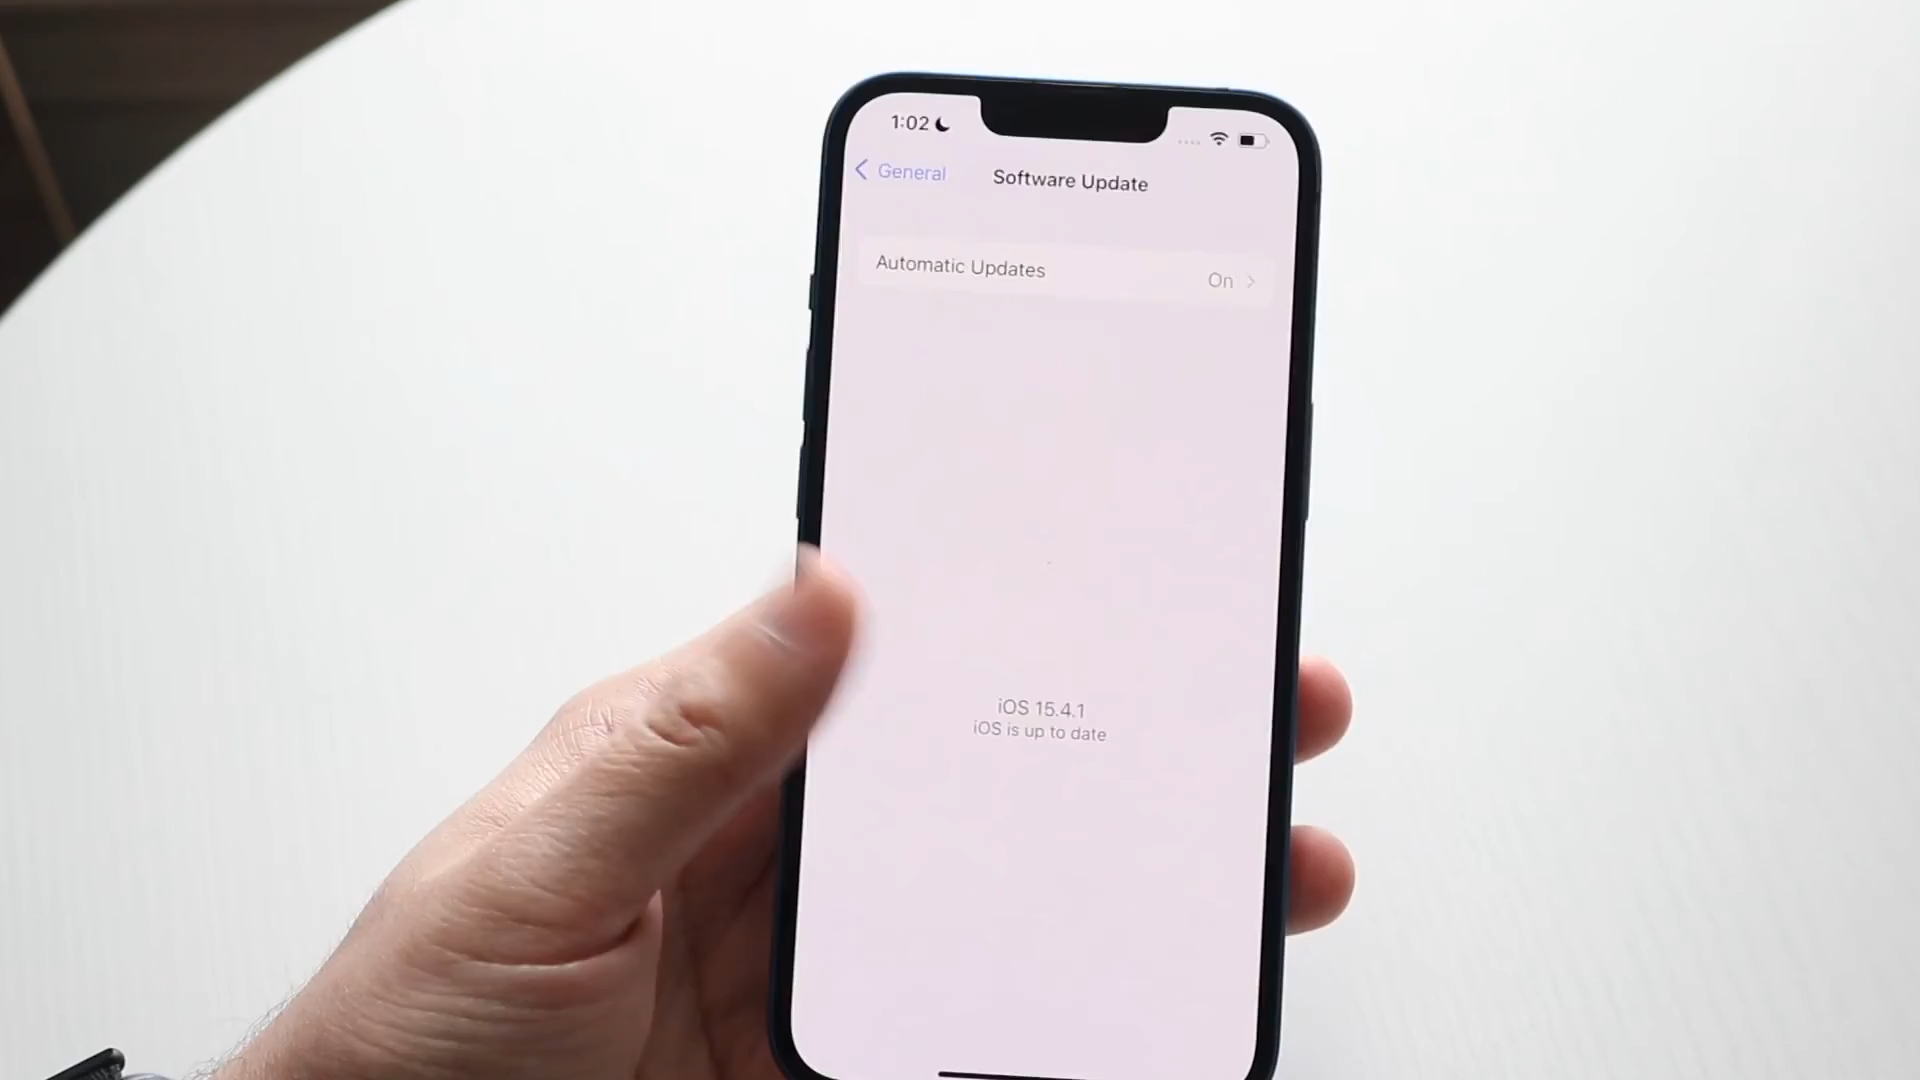 1:02
General
Software Update
Automatic Updates
On
iOS 15.4.1
iOS is up to date